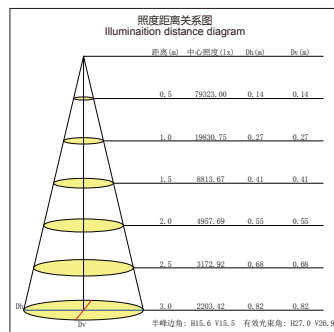 照度距离关系图
Illuminaition distance diagram
距离(m) 中心照度(lx) Dh(m) Dv(m)
0.5 79323.00 0.14 0.14
1.0 19830.75 0.27 0.27
1.5 8813.67 0.41 0.41
2.0 4957.69 0.55 0.55
2.5 3172.92 0.68 0.68
Dh 3.0 2203.42 0.82 0.82
Dv 半峰边角: H15.6 V15.5 有效光束角: H27.0 V26.9